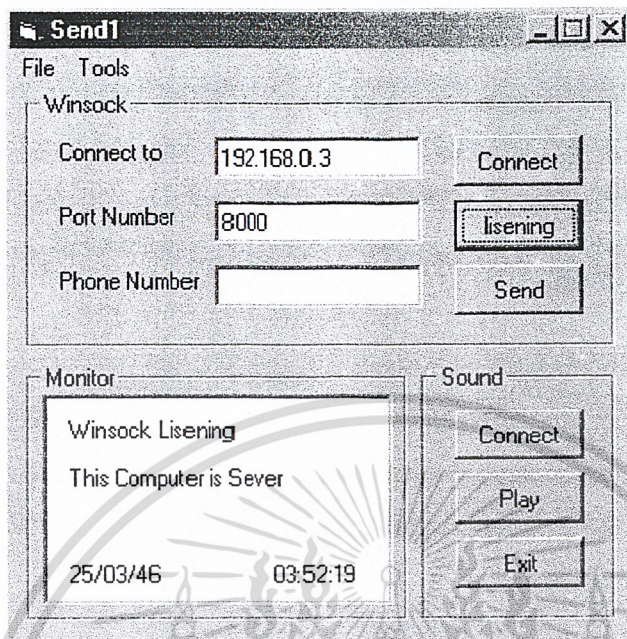 Send1
File Tools
Winsock
Connect to 192.168.0.3 Connect
Port Number 8000 lisening
Phone Number Send
Monitor
Winsock Lisening
This Computer is Sever
25/03/46 03:52:19
Sound
Connect
Play
Exit